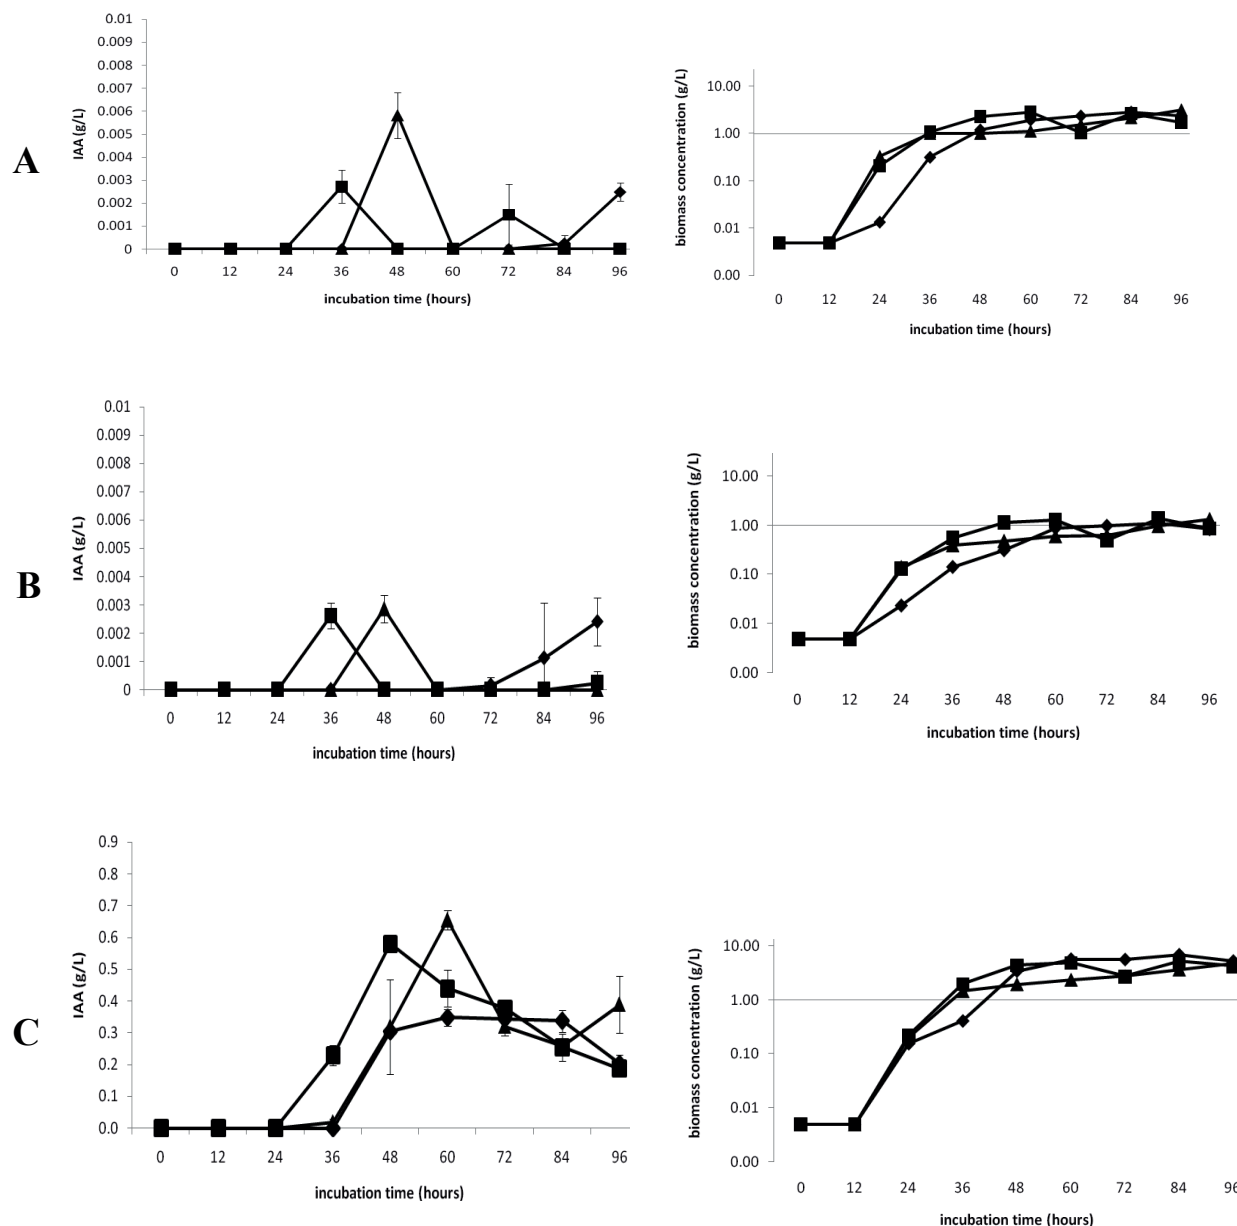 A
IAA (g/L)
0.01
0.009
0.008
0.007
0.006
0.005
0.004
0.003
0.002
0.001
0
0 12 24 36 48 60 72 84 96
incubation time (hours)
biomass concentration (g/L)
10.00
1.00
0.10
0.01
0.00
0 12 24 36 48 60 72 84 96
incubation time (hours)
B
IAA (g/L)
0.01
0.009
0.008
0.007
0.006
0.005
0.004
0.003
0.002
0.001
0
0 12 24 36 48 60 72 84 96
incubation time (hours)
biomass concentration (g/L)
10.00
1.00
0.10
0.01
0.00
0 12 24 36 48 60 72 84 96
incubation time (hours)
C
IAA (g/L)
0.9
0.8
0.7
0.6
0.5
0.4
0.3
0.2
0.1
0.0
0 12 24 36 48 60 72 84 96
incubation time (hours)
biomass concentration (g/L)
10.00
1.00
0.10
0.01
0.00
0 12 24 36 48 60 72 84 96
incubation time (hours)